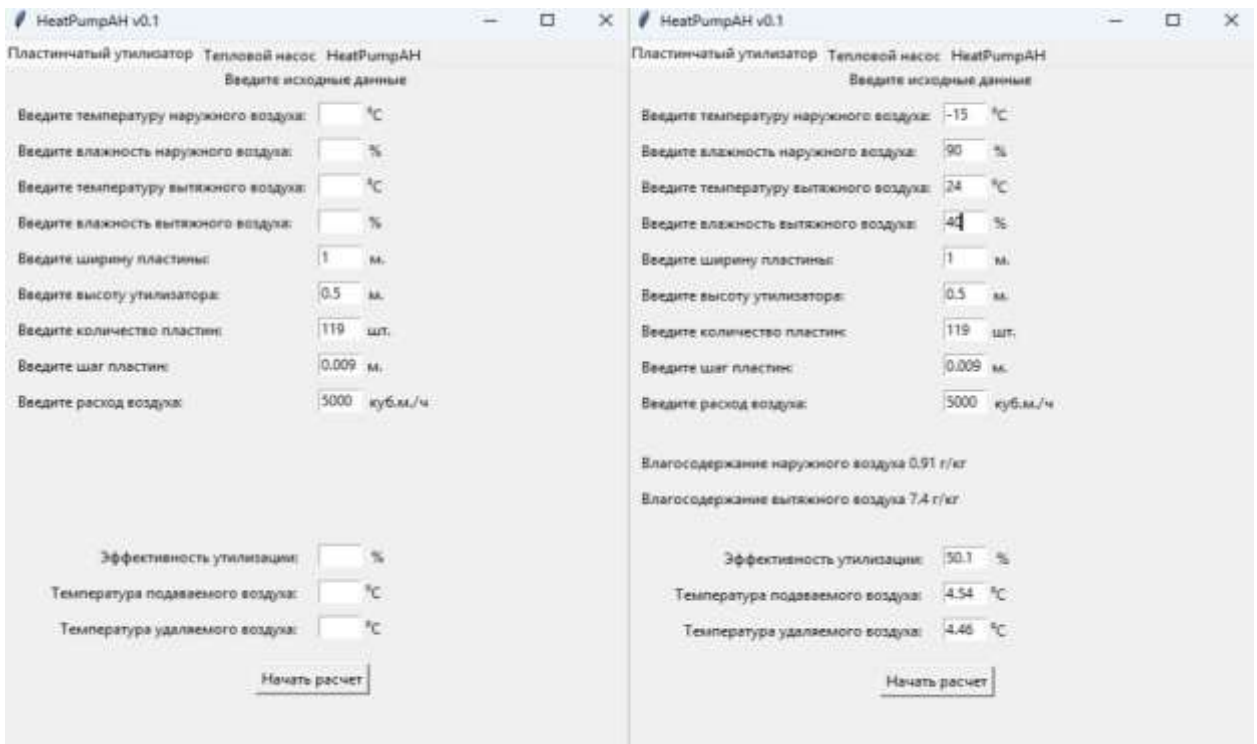 HeatPumpAH v0.1
Пластинчатый утилизатор Тепловой насос HeatPumpAH
Введите исходные данные
Введите температуру наружного воздуха: °C
Введите влажность наружного воздуха: %
Введите температуру вытяжного воздуха: °C
Введите влажность вытяжного воздуха: %
Введите ширину пластины: 1 м.
Введите высоту утилизатора: 0.5 м.
Введите количество пластин: 119 шт.
Введите шаг пластин: 0.009 м.
Введите расход воздуха: 5000 куб.м./ч
Эффективность утилизации: %
Температура подаваемого воздуха: °C
Температура удаляемого воздуха: °C
Начать расчет
HeatPumpAH v0.1
Пластинчатый утилизатор Тепловой насос HeatPumpAH
Введите исходные данные
Введите температуру наружного воздуха: -15 °C
Введите влажность наружного воздуха: 90 %
Введите температуру вытяжного воздуха: 24 °C
Введите влажность вытяжного воздуха: 40 %
Введите ширину пластины: 1 м.
Введите высоту утилизатора: 0.5 м.
Введите количество пластин: 119 шт.
Введите шаг пластин: 0.009 м.
Введите расход воздуха: 5000 куб.м./ч
Влагосодержание наружного воздуха 0.91 г/кг
Влагосодержание вытяжного воздуха 7.4 г/кг
Эффективность утилизации: 50.1 %
Температура подаваемого воздуха: 4.54 °C
Температура удаляемого воздуха: 4.46 °C
Начать расчет